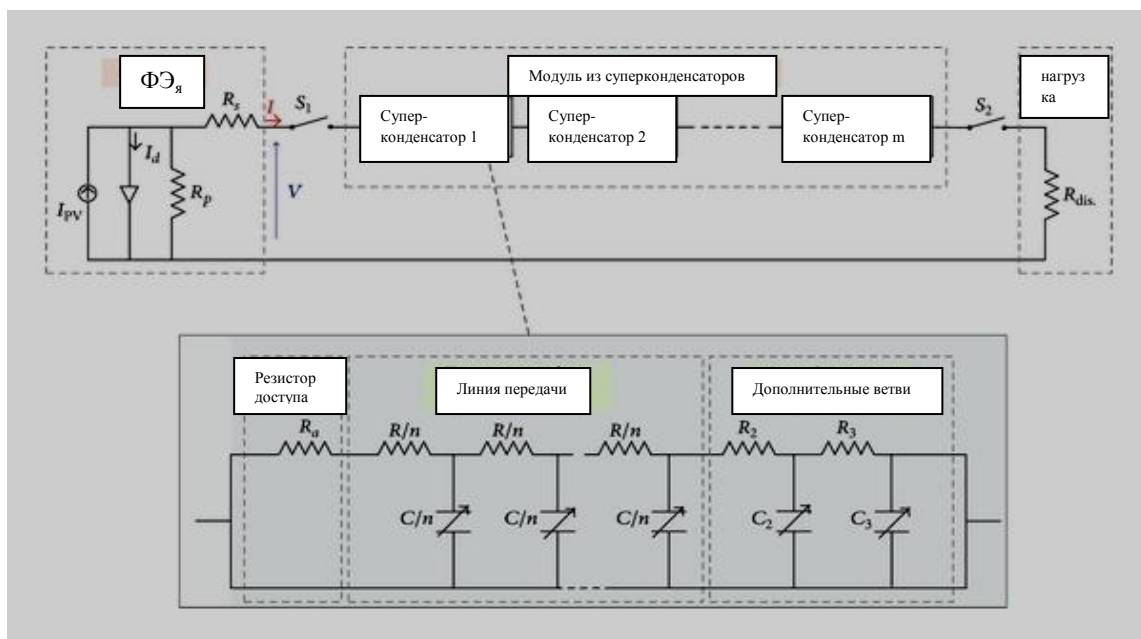 ФЭя
Модуль из суперконденсаторов
нагруз
ка
Rs
I
S1
Супер-
конденсатор 1
Супер-
конденсатор 2
Супер-
конденсатор m
S2
Id
IPV
Rp
V
Rdis.
Резистор
доступа
Линия передачи
Дополнительные ветви
Ra
R/n
R/n
R/n
R2
R3
C/n
C/n
C/n
C2
C3